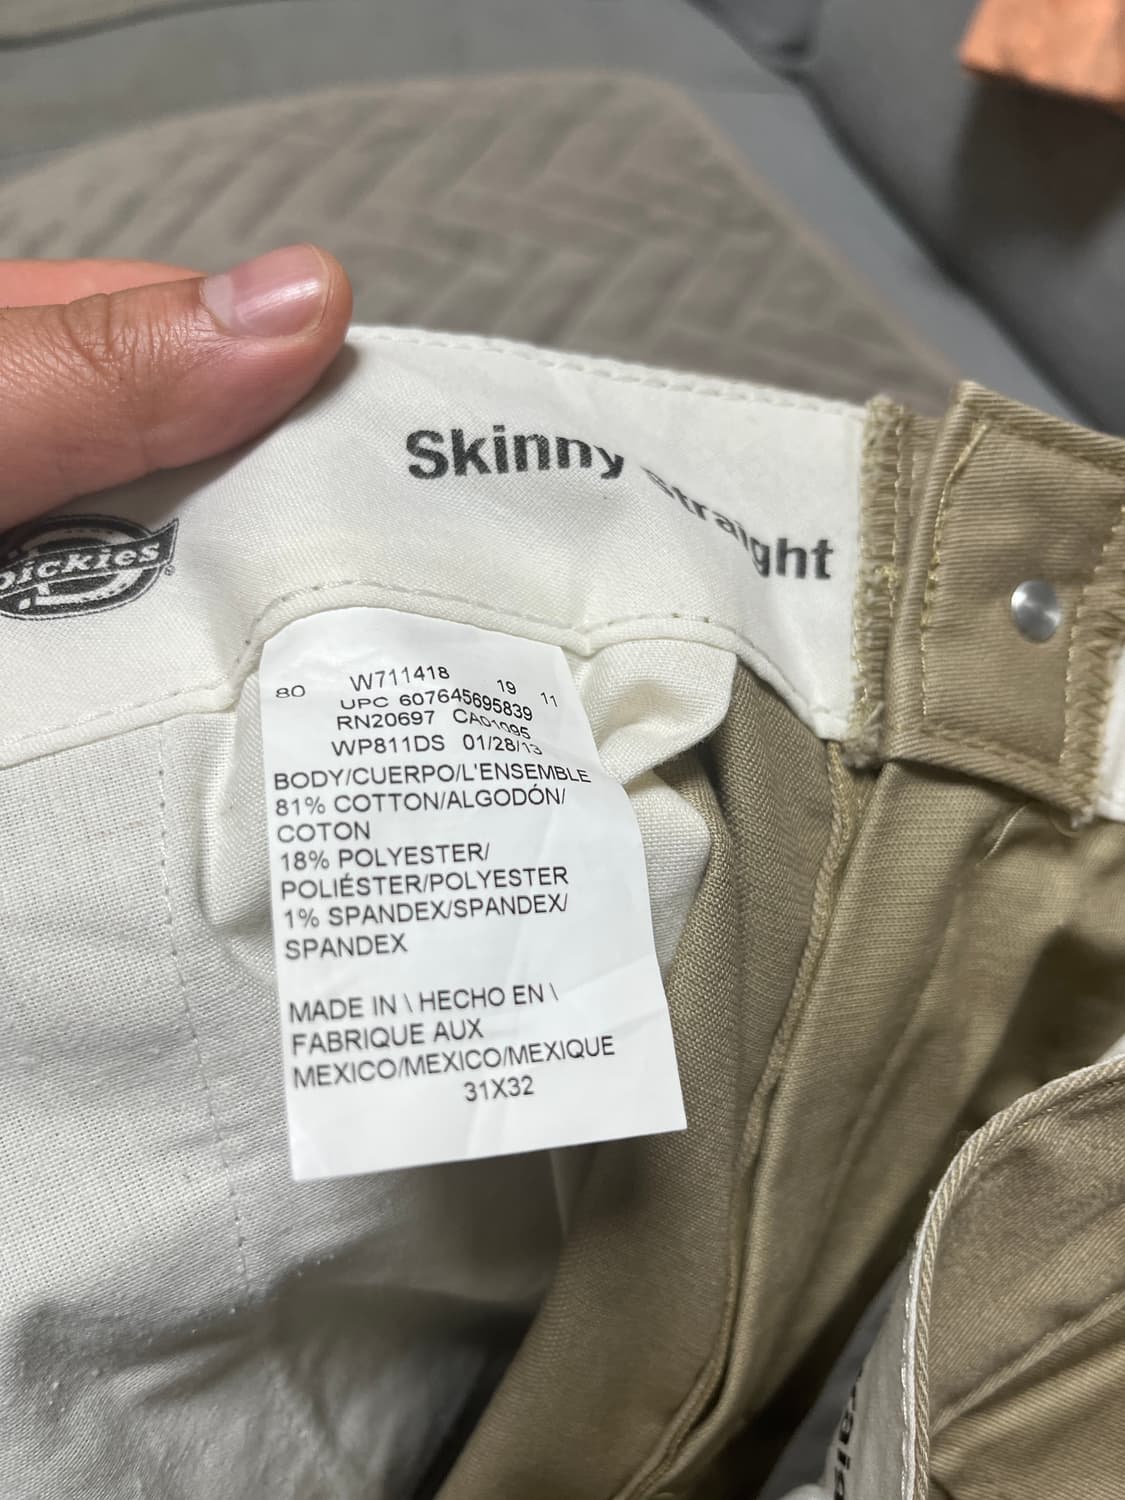 Skinny Straight
Dickies
80 W711418 19 11
UPC 607645695839
RN20697 CA01095
WP811DS 01/28/13
BODY/CUERPO/L'ENSEMBLE
81% COTTON/ALGODÓN/
COTON
18% POLYESTER/
POLIÉSTER/POLYESTER
1% SPANDEX/SPANDEX/
SPANDEX
MADE IN \ HECHO EN \
FABRIQUE AUX
MEXICO/MEXICO/MEXIQUE
31X32